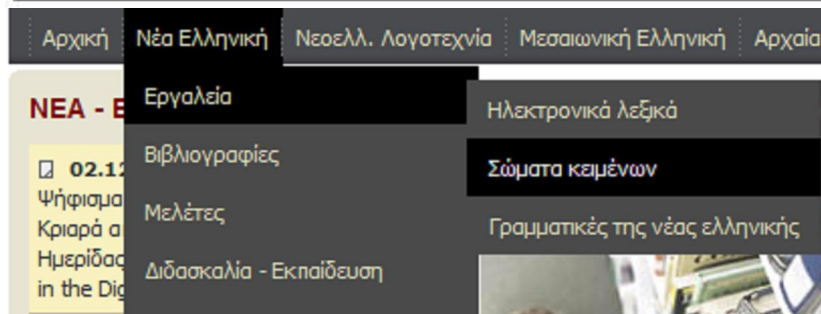 Αρχική Νέα Ελληνική Νεοελλ. Λογοτεχνία Μεσαιωνική Ελληνική Αρχαία
ΝΕΑ - Ε
Εργαλεία
Ηλεκτρονικά λεξικά
02.12
Βιβλιογραφίες
Σώματα κειμένων
Ψήφισμα
Κριαρά α
Μελέτες
Γραμματικές της νέας ελληνικής
Ημερίδας
Διδασκαλία - Εκπαίδευση
in the Dig